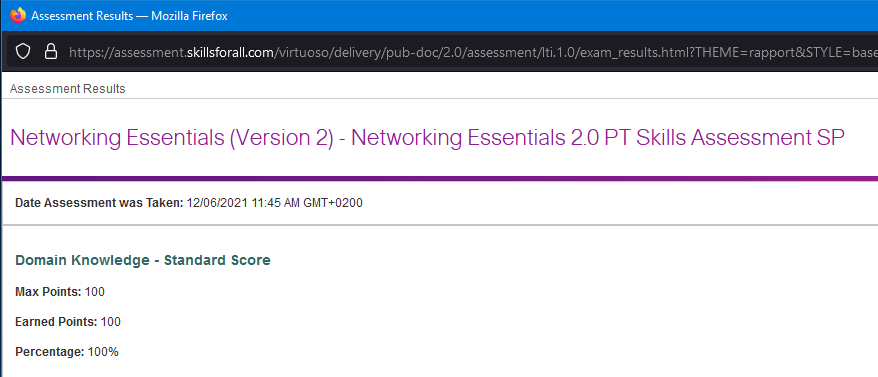 Assessment Results — Mozilla Firefox
https://assessment.skillsforall.com/virtuoso/delivery/pub-doc/2.0/assessment/lti.1.0/exam_results.html?THEME=rapport&STYLE=base
Assessment Results
Networking Essentials (Version 2) - Networking Essentials 2.0 PT Skills Assessment SP
Date Assessment was Taken: 12/06/2021 11:45 AM GMT+0200
Domain Knowledge - Standard Score
Max Points: 100
Earned Points: 100
Percentage: 100%